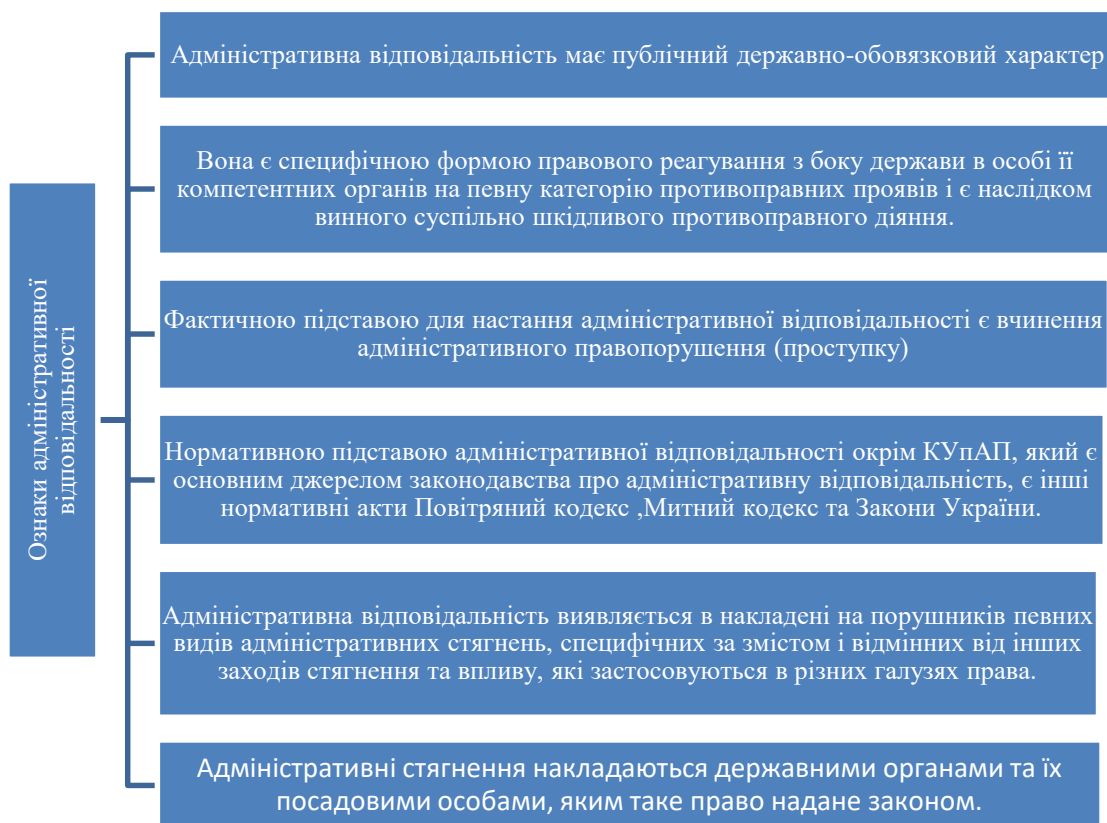 Ознаки адміністративної
відповідальності
Адміністративна відповідальність має публічний державно-обовязковий характер
Вона є специфічною формою правового реагування з боку держави в особі її
компетентних органів на певну категорію противоправних проявів і є наслідком
винного суспільно шкідливого противоправного діяння.
Фактичною підставою для настання адміністративної відповідальності є вчинення
адміністративного правопорушення (проступку)
Нормативною підставою адміністративної відповідальності окрім КУпАП, який є
основним джерелом законодавства про адміністративну відповідальність, є інші
нормативні акти Повітряний кодекс ,Митний кодекс та Закони України.
Адміністративна відповідальність виявляється в накладені на порушників певних
видів адміністративних стягнень, специфічних за змістом і відмінних від інших
заходів стягнення та впливу, які застосовуються в різних галузях права.
Адміністративні стягнення накладаються державними органами та їх
посадовими особами, яким таке право надане законом.